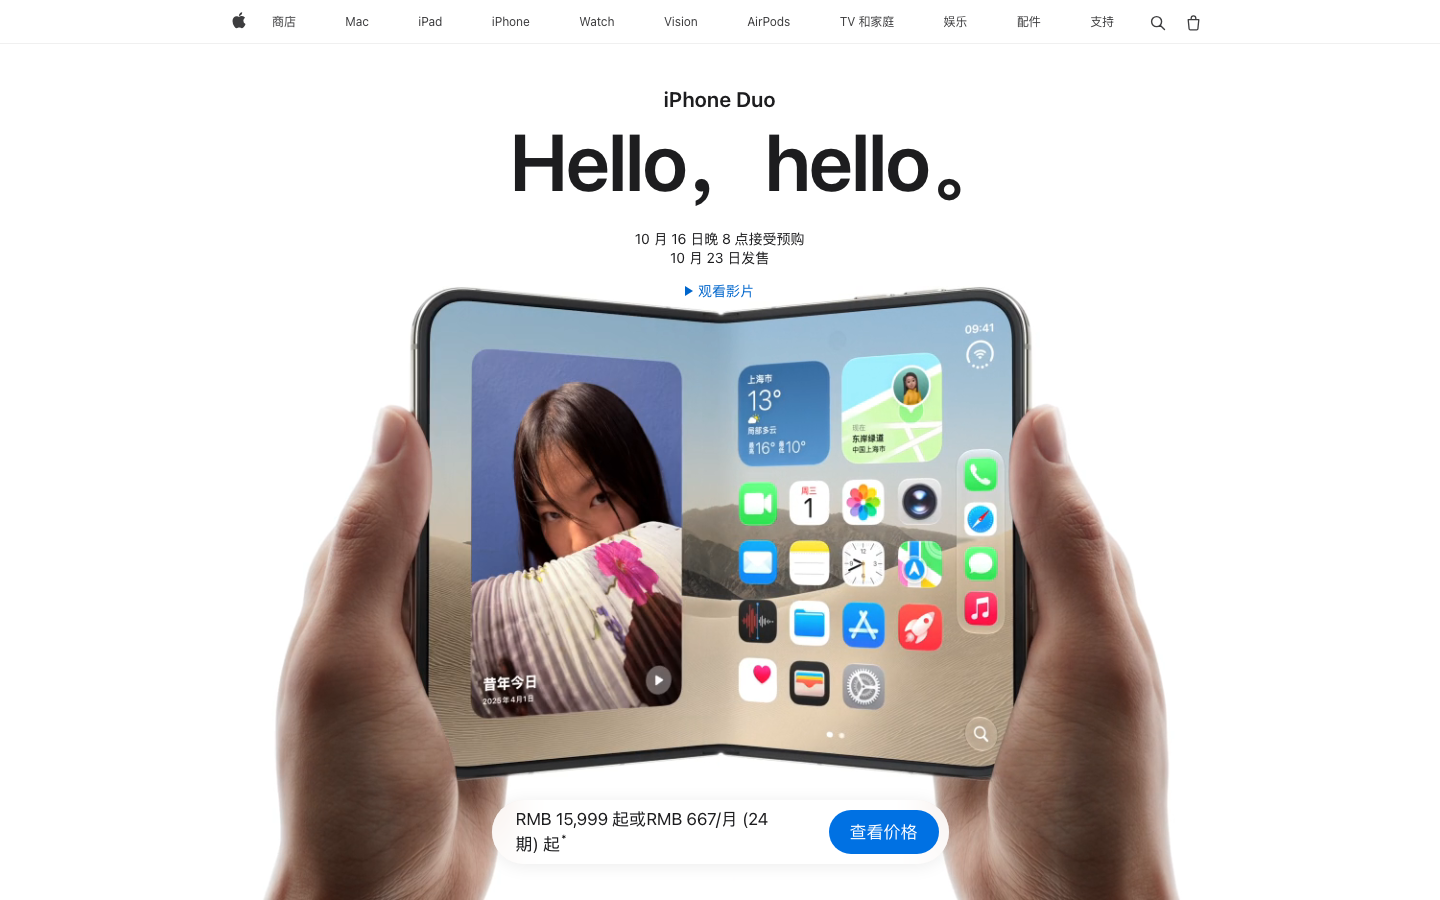 商店 Mac iPad iPhone Watch Vision AirPods TV 和家庭 娱乐 配件 支持
iPhone Duo
Hello，hello。
10 月 16 日晚 8 点接受预购
10 月 23 日发售
观看影片
09:41
上海市
13°
局部多云
最高16° 最低10°
现在
东岸绿道
中国上海市
周三
1
12
3
6
9
昔年今日
2025年4月1日
RMB 15,999 起或RMB 667/月 (24
期) 起*
查看价格